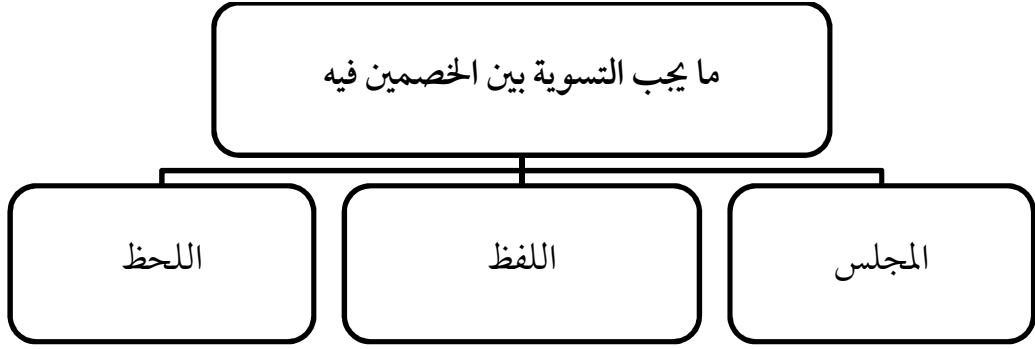 ما يجب التسوية بين الخصمين فيه
المجلس
اللفظ
اللحظ